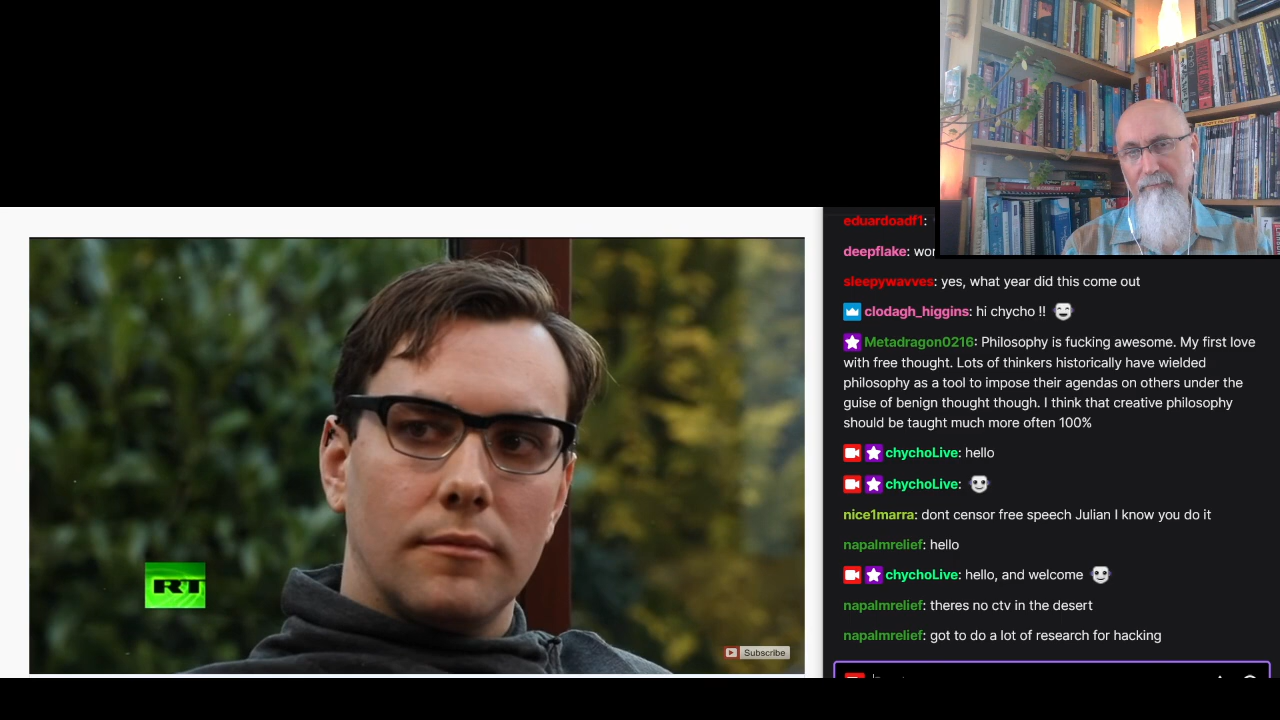 eduardoadf1:
deepflake: wor
sleepywavves: yes, what year did this come out
clodagh_higgins: hi chycho !!
Metadragon0216: Philosophy is fucking awesome. My first love
with free thought. Lots of thinkers historically have wielded
philosophy as a tool to impose their agendas on others under the
guise of benign thought though. I think that creative philosophy
should be taught much more often 100%
chychoLive: hello
chychoLive:
nice1marra: dont censor free speech Julian I know you do it
napalmrelief: hello
chychoLive: hello, and welcome
napalmrelief: theres no ctv in the desert
napalmrelief: got to do a lot of research for hacking
RT
Subscribe